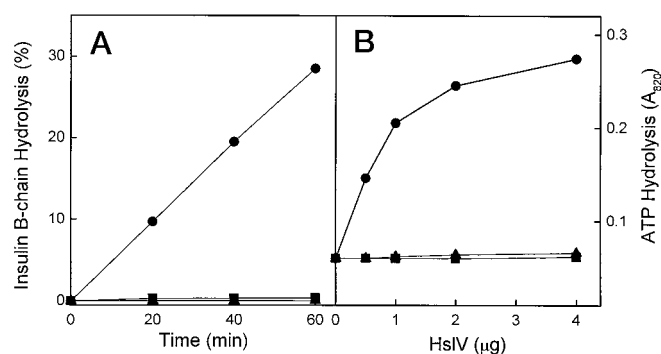 A
B
Insulin B-chain Hydrolysis (%)
30
20
10
0
0 20 40 60
Time (min)
0 1 2 3 4
HslV (μg)
0.3
0.2
0.1
ATP Hydrolysis (A820)